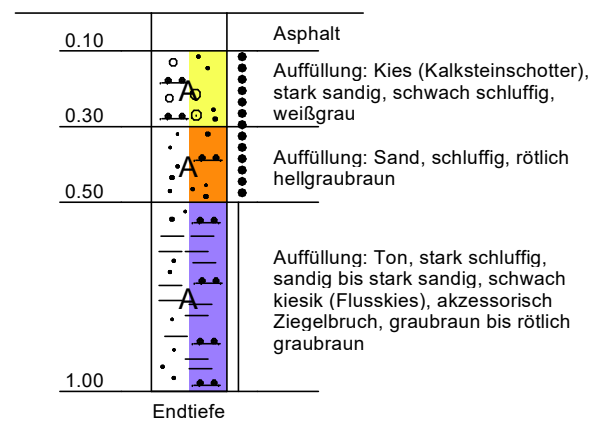 Asphalt
0.10
Auffüllung: Kies (Kalksteinschotter),
stark sandig, schwach schluffig,
weißgrau
A
0.30
Auffüllung: Sand, schluffig, rötlich
hellgraubraun
A
0.50
Auffüllung: Ton, stark schluffig,
sandig bis stark sandig, schwach
kiesik (Flusskies), akzessorisch
Ziegelbruch, graubraun bis rötlich
graubraun
A
1.00
Endtiefe